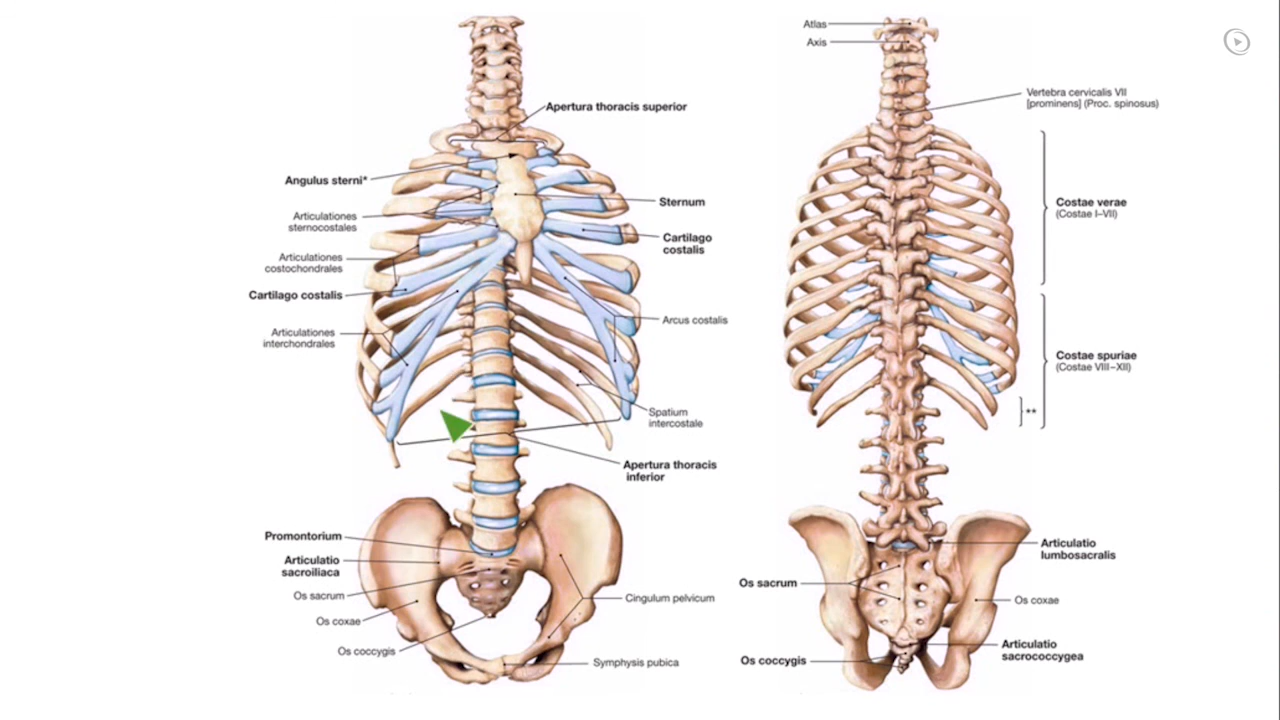 Apertura thoracis superior
Angulus sterni*
Articulationes
sternocostales
Articulationes
costochondrales
Cartilago costalis
Articulationes
interchondrales
Sternum
Cartilago
costalis
Arcus costalis
Spatium
intercostale
Apertura thoracis
inferior
Promontorium
Articulatio
sacroiliaca
Os sacrum
Os coxae
Os coccygis
Cingulum pelvicum
Symphysis pubica
Atlas
Axis
Vertebra cervicalis VII
[prominens] (Proc. spinosus)
Costae verae
(Costae I–VII)
Costae spuriae
(Costae VIII–XII)
**
Articulatio
lumbosacralis
Os sacrum
Os coxae
Articulatio
sacrococcygea
Os coccygis